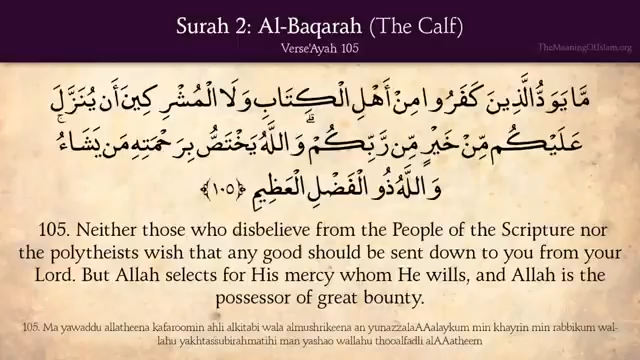 Surah 2: Al-Baqarah (The Calf)
Verse'Ayah 105
TheMeaningOfIslam.org
مَّا يَوَدُّ الَّذِينَ كَفَرُوا مِنْ أَهْلِ الْكِتَابِ وَلَا الْمُشْرِكِينَ أَن يُنَزَّلَ
عَلَيْكُم مِّنْ خَيْرٍ مِّن رَّبِّكُمْ ۗ وَاللَّهُ يَخْتَصُّ بِرَحْمَتِهِ مَن يَشَاءُ ۚ
وَاللَّهُ ذُو الْفَضْلِ الْعَظِيمِ ﴿١٠٥﴾
105. Neither those who disbelieve from the People of the Scripture nor
the polytheists wish that any good should be sent down to you from your
Lord. But Allah selects for His mercy whom He wills, and Allah is the
possessor of great bounty.
105. Ma yawaddu allatheena kafaroomin ahli alkitabi wala almushrikeena an yunazzalaAAalaykum min khayrin min rabbikum wal-
lahu yakhtassubirahmatihi man yashao wallahu thooalfadli alAAatheem